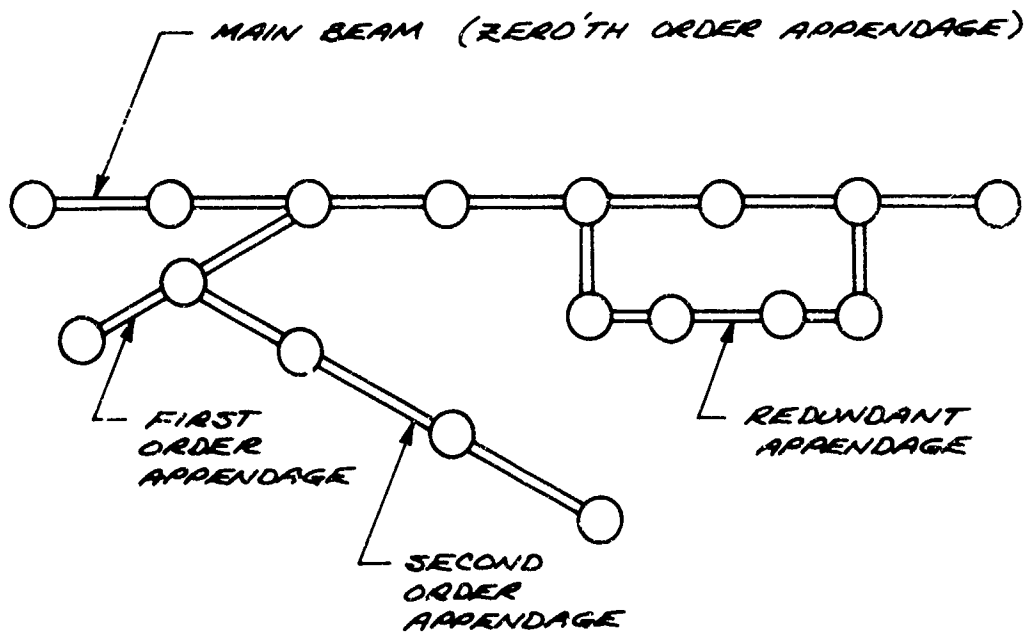 MAIN BEAM (ZERO'TH ORDER APPENDAGE)
FIRST
ORDER
APPENDAGE
REDUNDANT
APPENDAGE
SECOND
ORDER
APPENDAGE